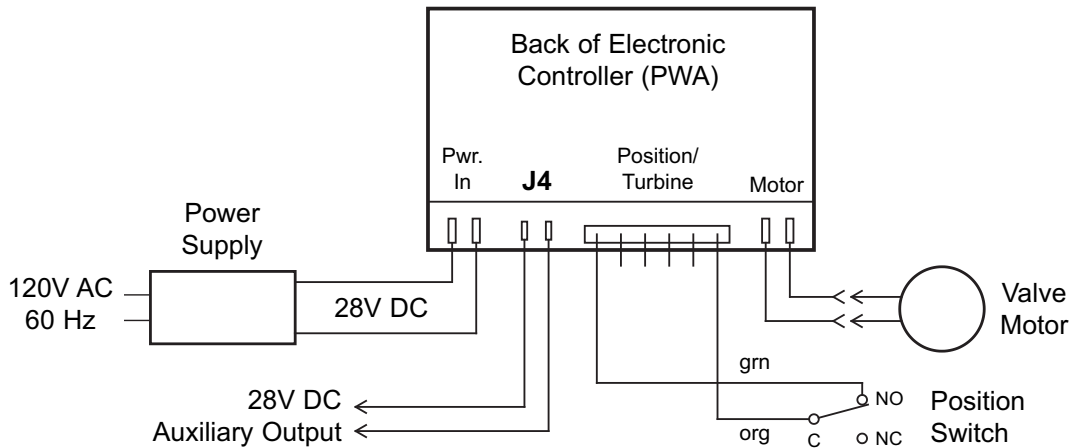 Back of Electronic
Controller (PWA)
Pwr.
In
J4
Position/
Turbine
Motor
Power
Supply
120V AC
60 Hz
28V DC
Valve
Motor
grn
28V DC
Auxiliary Output
org
NO
C
NC
Position
Switch